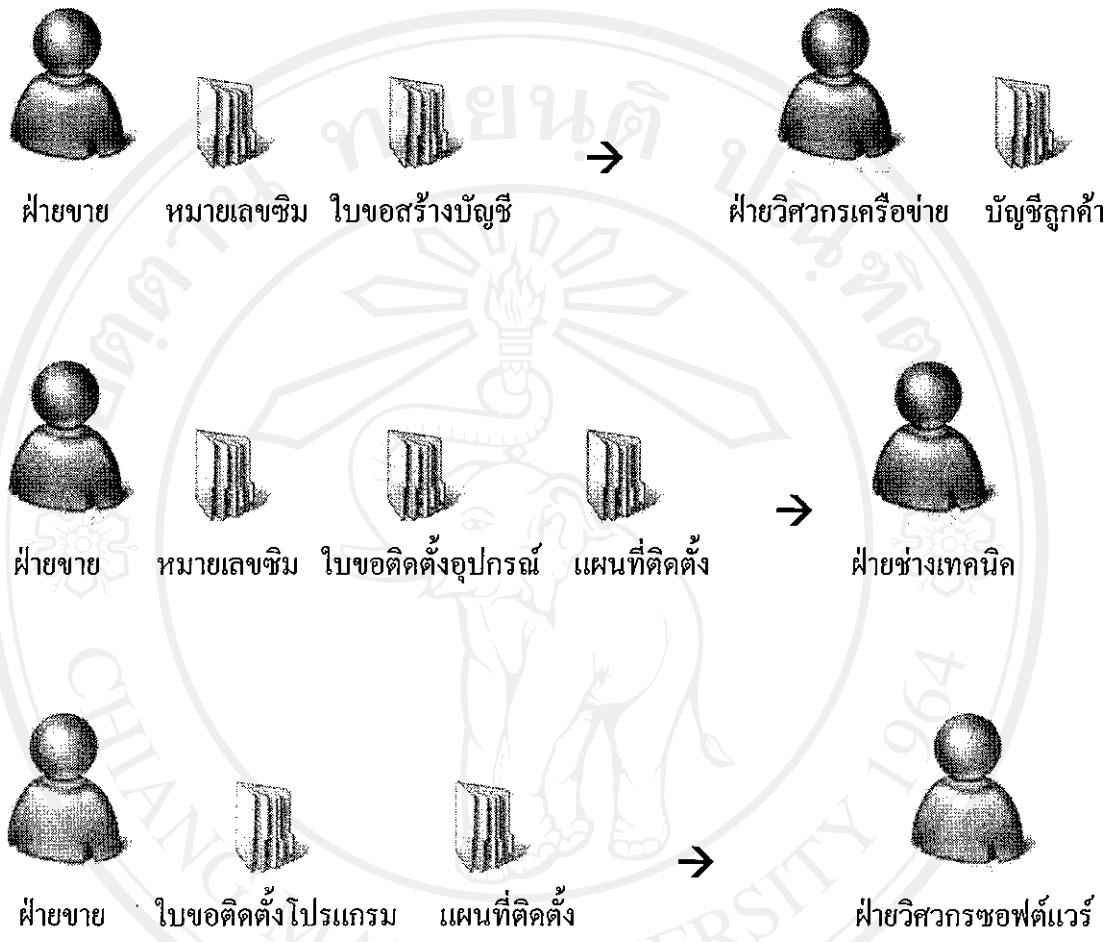 ฝ่ายขาย หมายเลขซิม ใบขอสร้างบัญชี → ฝ่ายวิศวกรเครือข่าย บัญชีลูกค้า
ฝ่ายขาย หมายเลขซิม ใบขอติดตั้งอุปกรณ์ แผนที่ติดตั้ง → ฝ่ายช่างเทคนิค
ฝ่ายขาย ใบขอติดตั้งโปรแกรม แผนที่ติดตั้ง → ฝ่ายวิศวกรซอฟต์แวร์